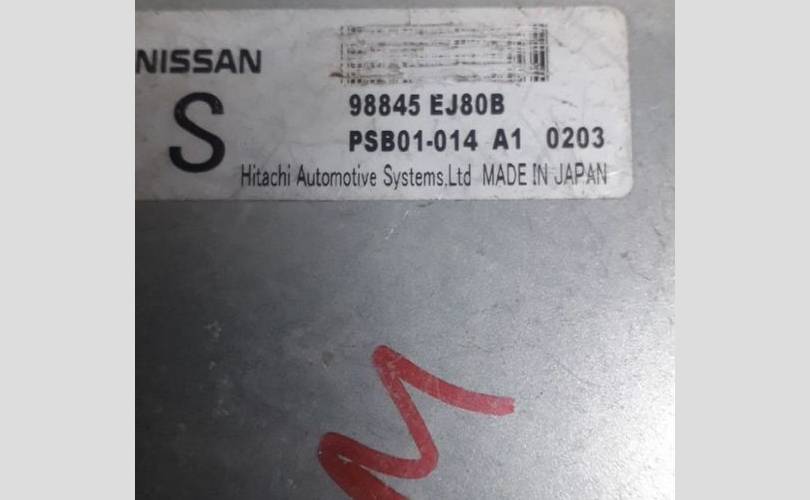 NISSAN
98845 EJ80B
S
PSB01-014 A1 0203
Hitachi Automotive Systems,Ltd MADE IN JAPAN
M